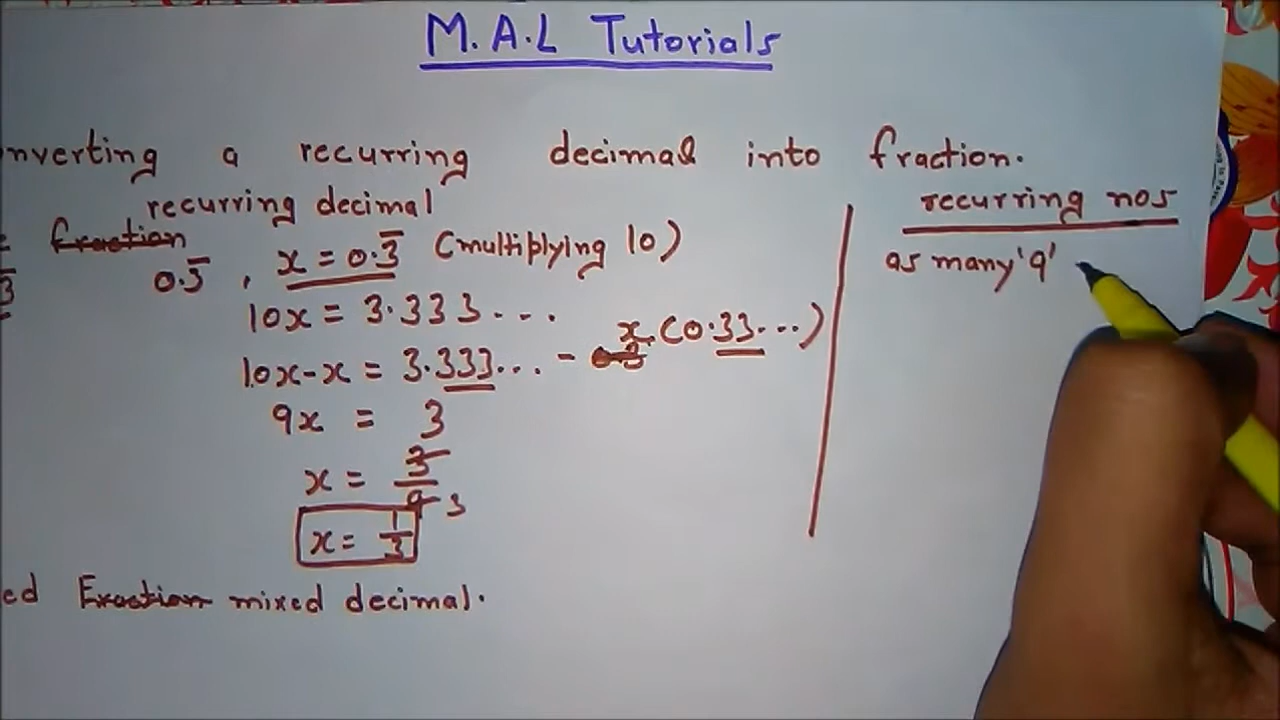 M.A.L Tutorials
nverting a recurring decimal into fraction.
recurring decimal
fraction
0.5̅ , x = 0.3̅ (multiplying 10)
10x = 3.333...
10x-x = 3.333... - x (0.33...)
9x = 3
x = 3/9 3
x = 1/3
ed Fraction mixed decimal.
recurring nos
as many '9'